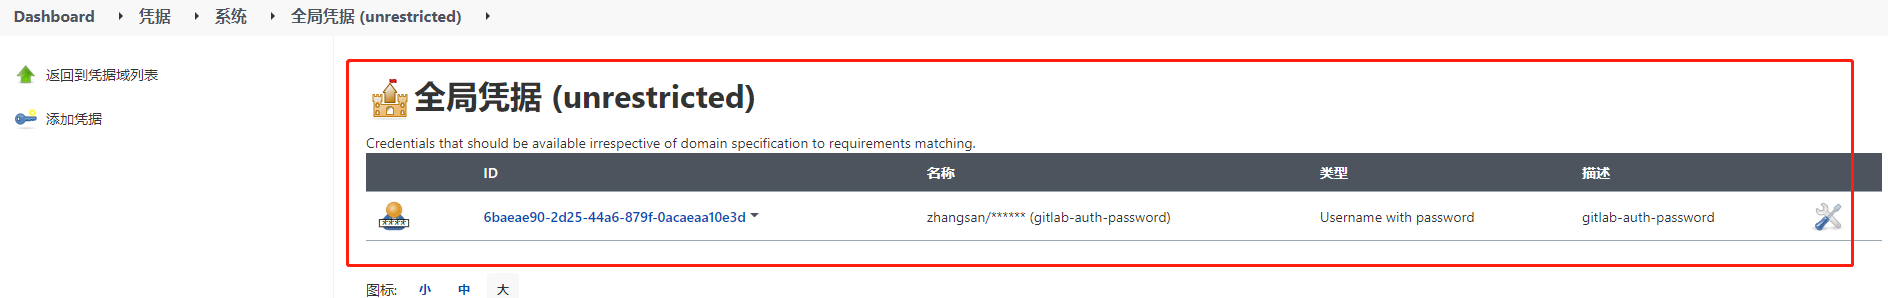 Dashboard 凭据 系统 全局凭据 (unrestricted)
返回到凭据域列表
添加凭据
全局凭据 (unrestricted)
Credentials that should be available irrespective of domain specification to requirements matching.
ID 名称 类型 描述
6baeae90-2d25-44a6-879f-0acaeaa10e3d zhangsan/****** (gitlab-auth-password) Username with password gitlab-auth-password
图标: 小 中 大